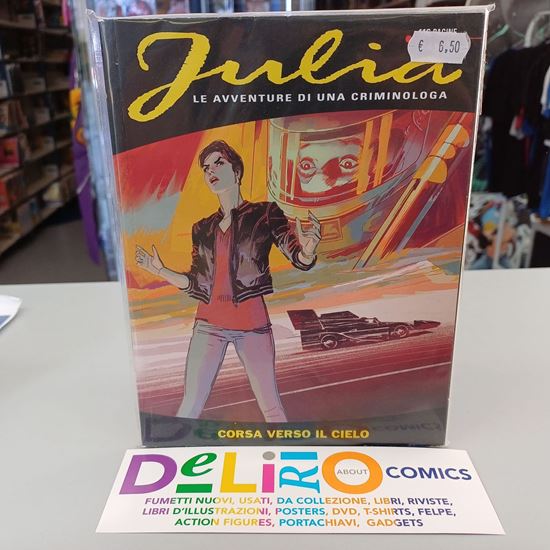 Julia
€ 6,50
LE AVVENTURE DI UNA CRIMINOLOGA
CORSA VERSO IL CIELO
DeLiRiO ABOUT COMICS
FUMETTI NUOVI, USATI, DA COLLEZIONE, LIBRI, RIVISTE,
LIBRI D'ILLUSTRAZIONI, POSTERS, DVD, T-SHIRTS, FELPE,
ACTION FIGURES, PORTACHIAVI, GADGETS